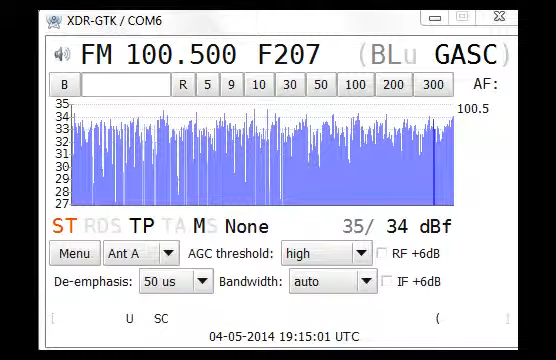 XDR-GTK / COM6
FM 100.500 F207 (BLu GASC)
B R 5 9 10 30 50 100 200 300 AF:
35 100.5
34
33
32
31
30
29
28
27
ST RDS TP TA MS None 35/ 34 dBf
Menu Ant A AGC threshold: high RF +6dB
De-emphasis: 50 us Bandwidth: auto IF +6dB
[ U SC ( ]
04-05-2014 19:15:01 UTC